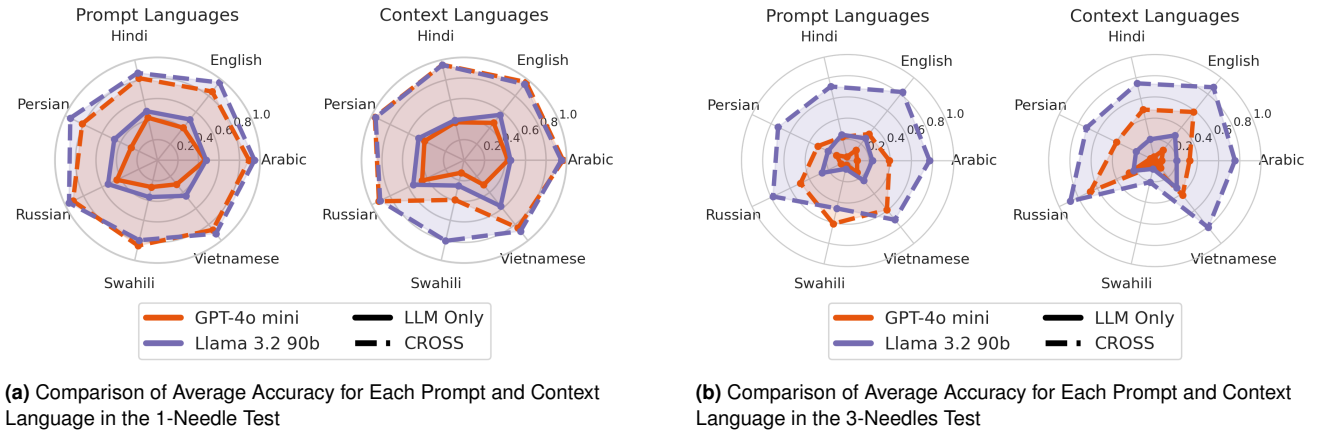 Prompt Languages
Hindi
English
Persian
Arabic
0.2
0.4
0.6
0.8
1.0
Russian
Vietnamese
Swahili
Context Languages
Hindi
English
Persian
Arabic
0.2
0.4
0.6
0.8
1.0
Russian
Vietnamese
Swahili
GPT-4o mini
LLM Only
Llama 3.2 90b
CROSS
(a) Comparison of Average Accuracy for Each Prompt and Context
Language in the 1-Needle Test
Prompt Languages
Hindi
English
Persian
Arabic
0.2
0.4
0.6
0.8
1.0
Russian
Vietnamese
Swahili
Context Languages
Hindi
English
Persian
Arabic
0.2
0.4
0.6
0.8
1.0
Russian
Vietnamese
Swahili
GPT-4o mini
LLM Only
Llama 3.2 90b
CROSS
(b) Comparison of Average Accuracy for Each Prompt and Context
Language in the 3-Needles Test